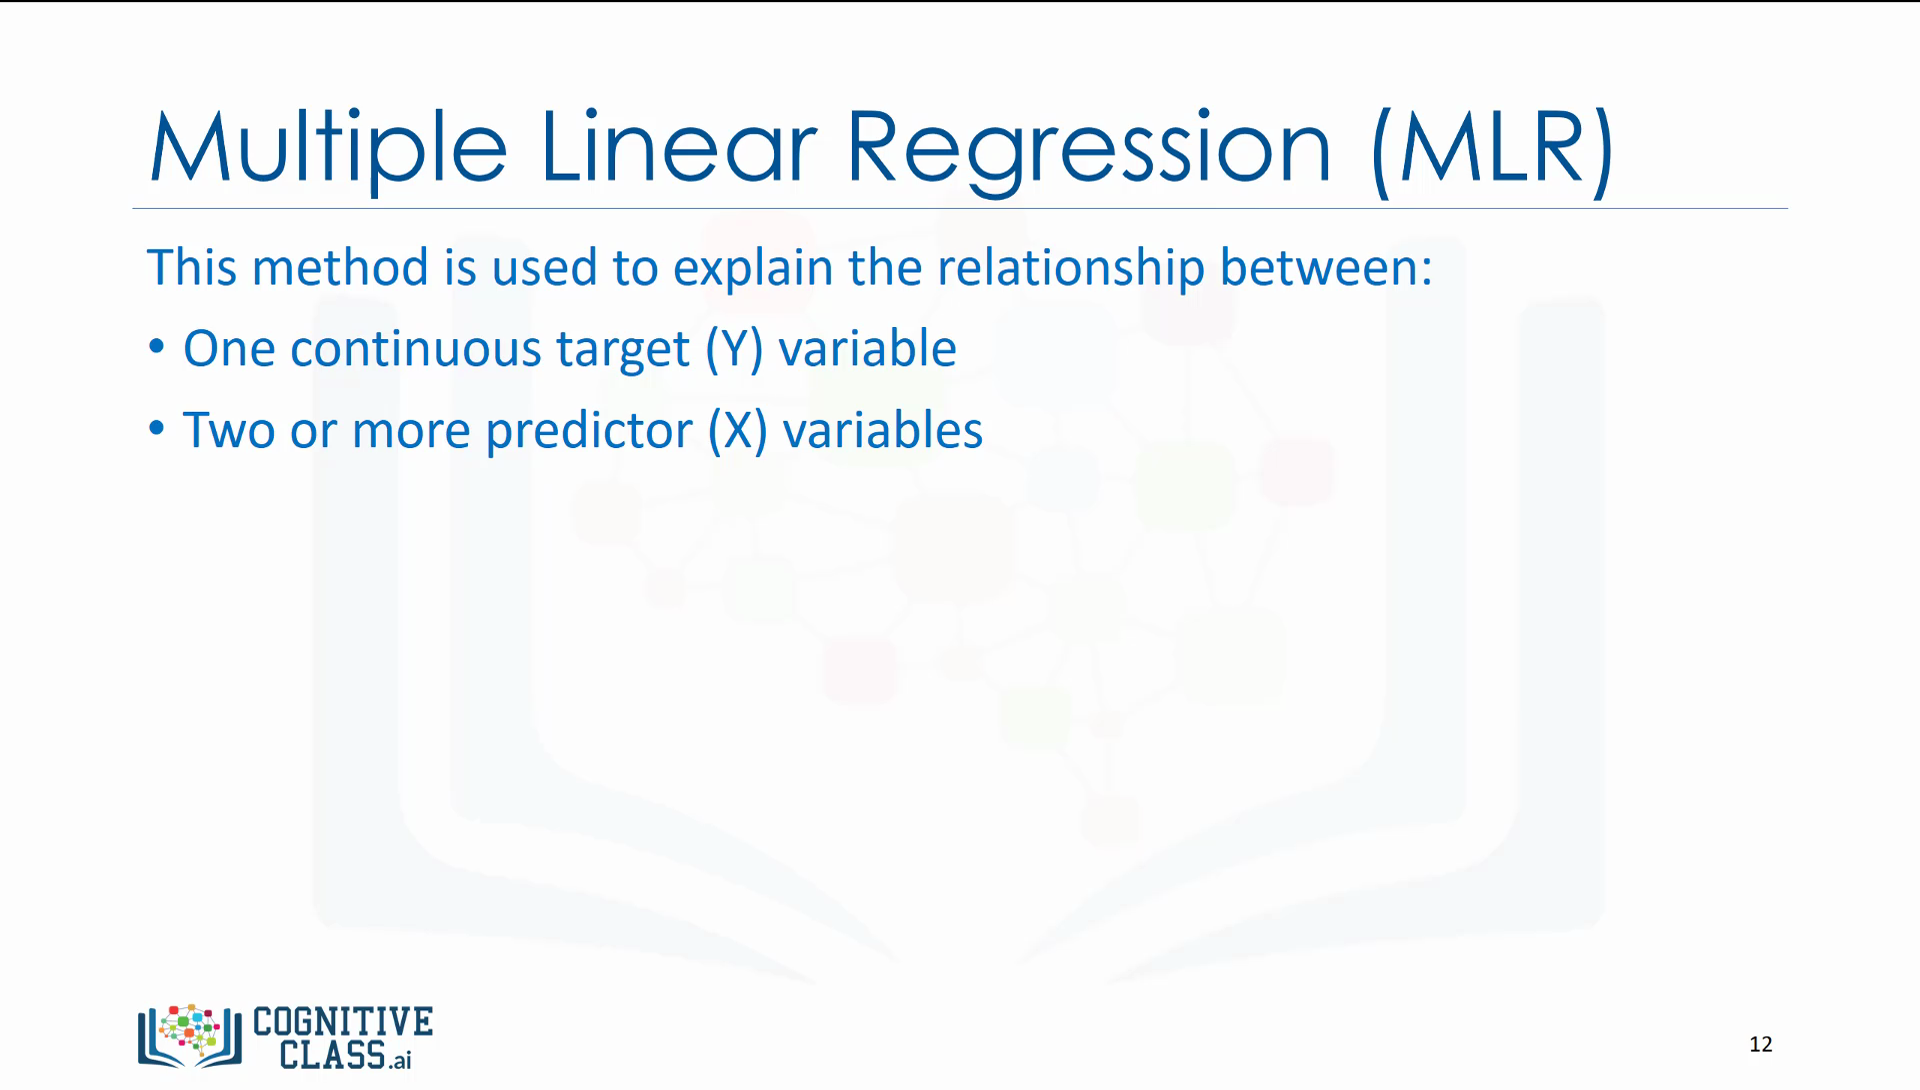 Multiple Linear Regression (MLR)
This method is used to explain the relationship between:
• One continuous target (Y) variable
• Two or more predictor (X) variables
COGNITIVE
CLASS.ai
12